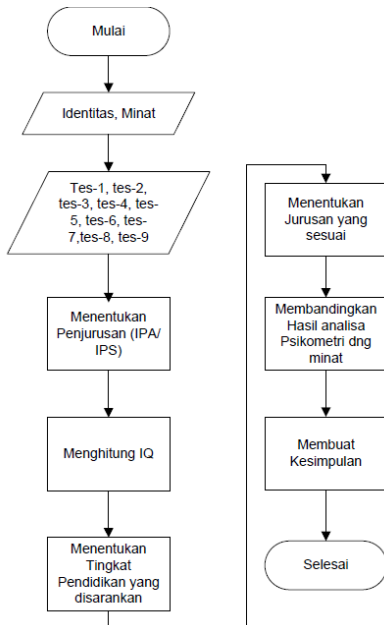 Mulai
Identitas, Minat
Tes-1, tes-2,
tes-3, tes-4, tes-
5, tes-6, tes-
7,tes-8, tes-9
Menentukan
Penjurusan (IPA/
IPS)
Menghitung IQ
Menentukan
Tingkat
Pendidikan yang
disarankan
Menentukan
Jurusan yang
sesuai
Membandingkan
Hasil analisa
Psikometri dng
minat
Membuat
Kesimpulan
Selesai